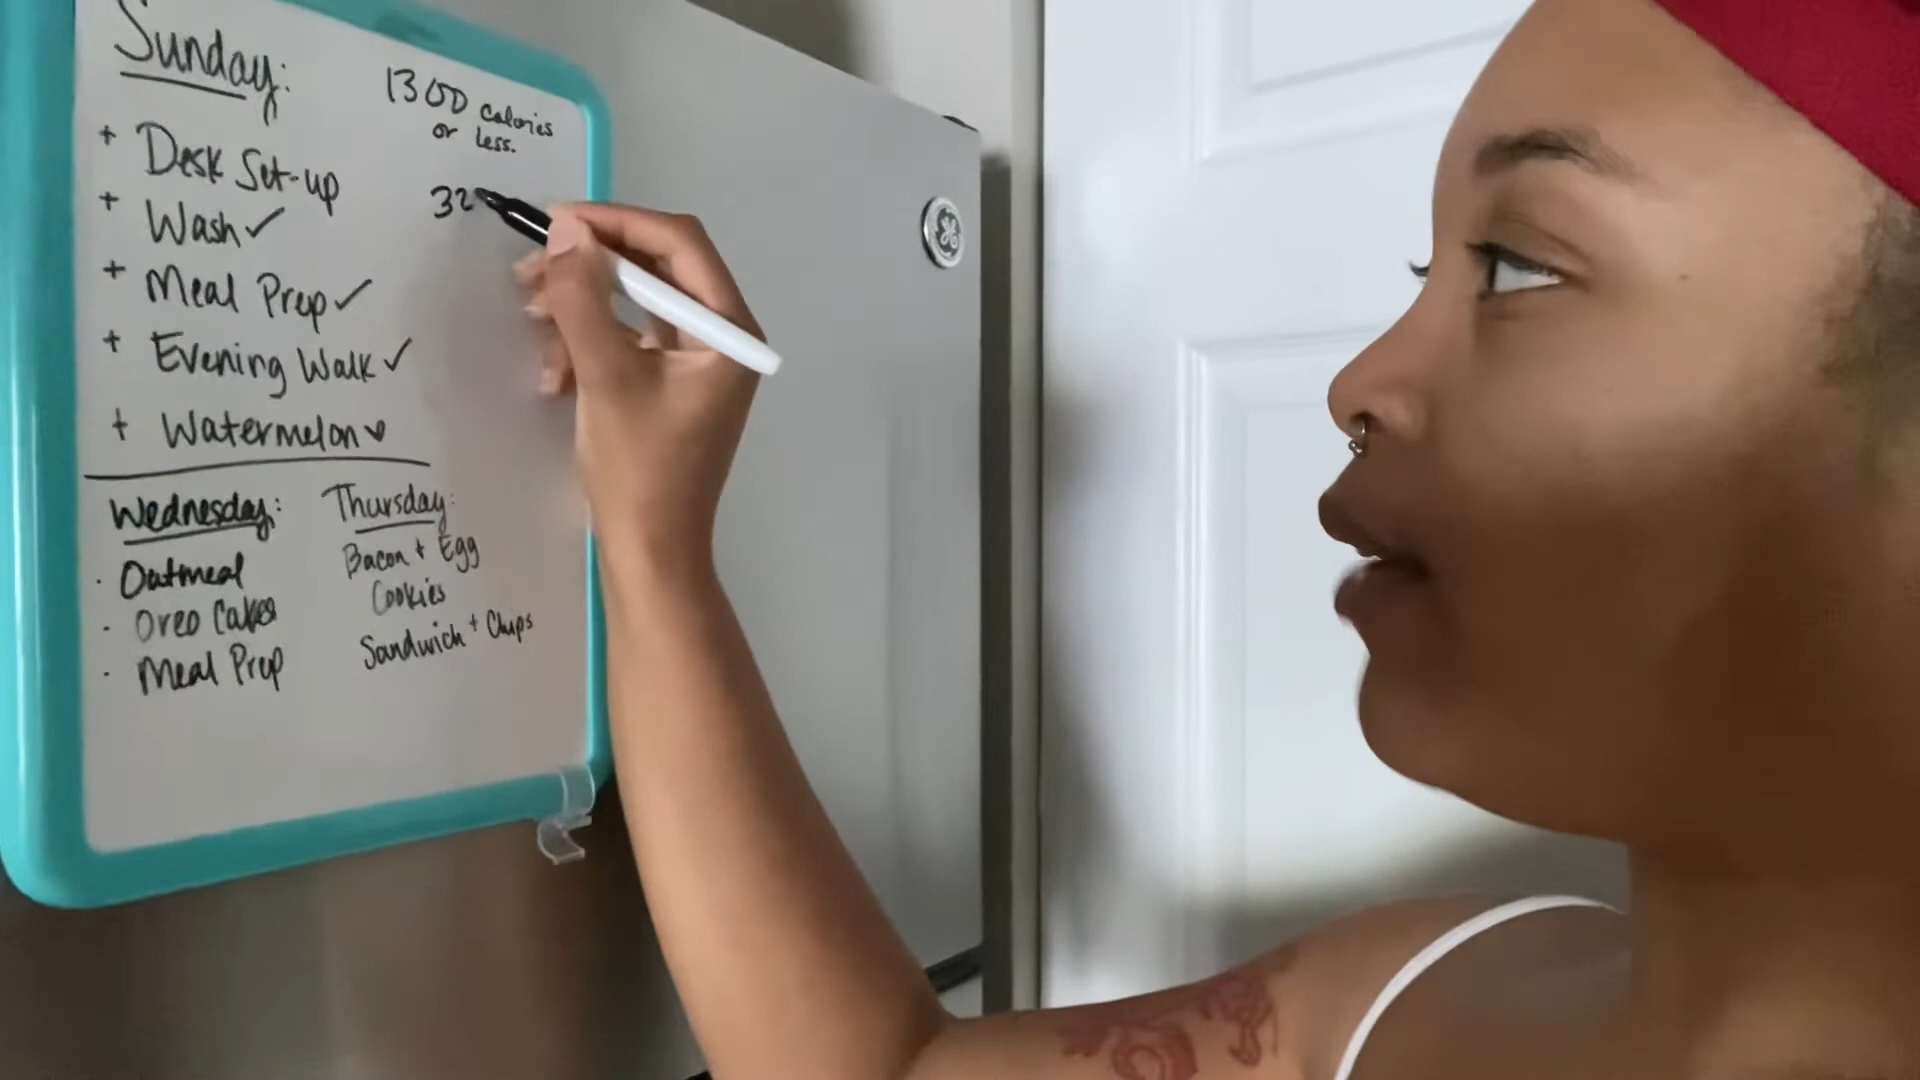 Sunday:
1300 calories
or less.
+ Desk Set-up
32
+ Wash ✓
+ Meal Prep ✓
+ Evening Walk ✓
+ Watermelon
Wednesday:
· Oatmeal
· Oreo Cakes
· Meal Prep
Thursday:
Bacon + Egg
Cookies
Sandwich + Chips
GE